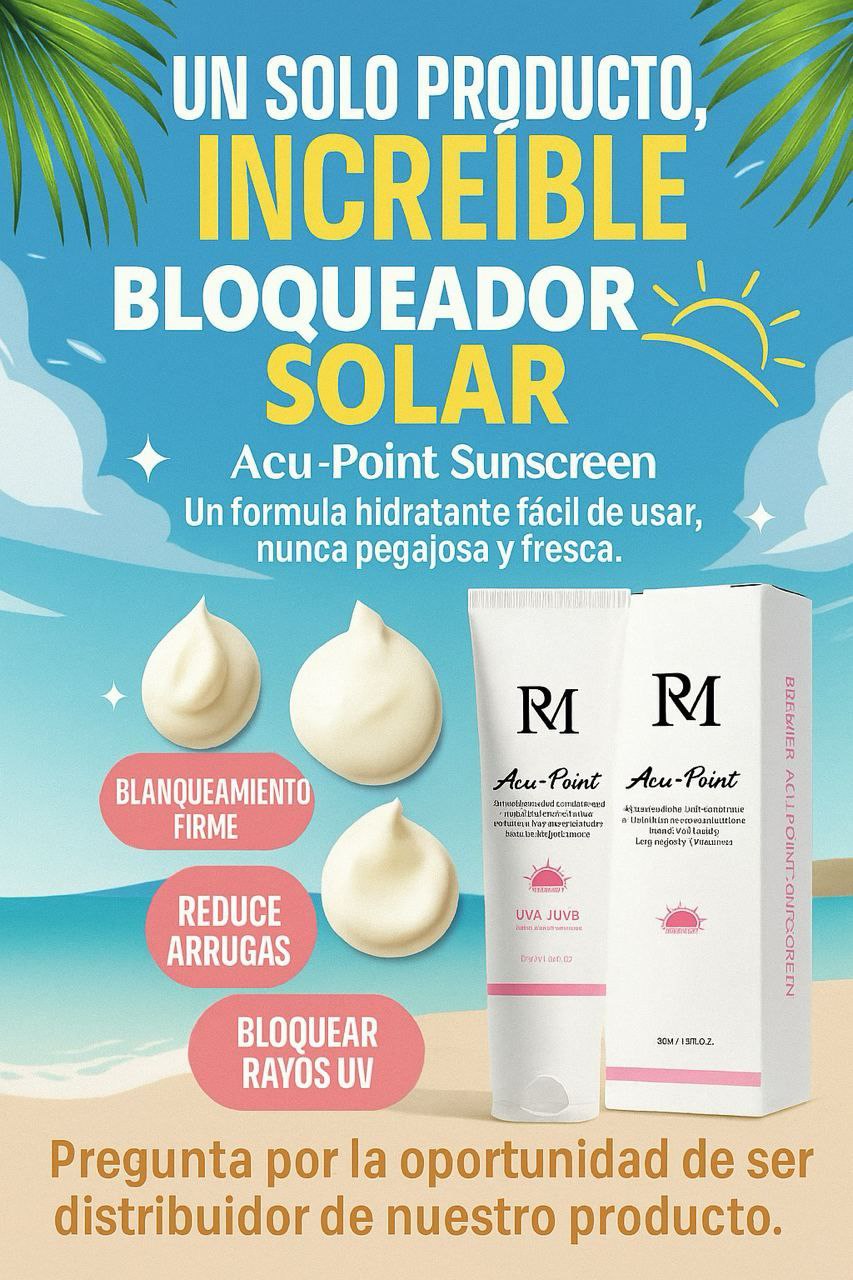 UN SOLO PRODUCTO,
INCREÍBLE
BLOQUEADOR
SOLAR
Acu-Point Sunscreen
Un formula hidratante fácil de usar,
nunca pegajosa y fresca.
BLANQUEAMIENTO
FIRME
REDUCE
ARRUGAS
BLOQUEAR
RAYOS UV
RM
Acu-Point
UVA JUVB
RM
Acu-Point
30M /
Pregunta por la oportunidad de ser
distribuidor de nuestro producto.